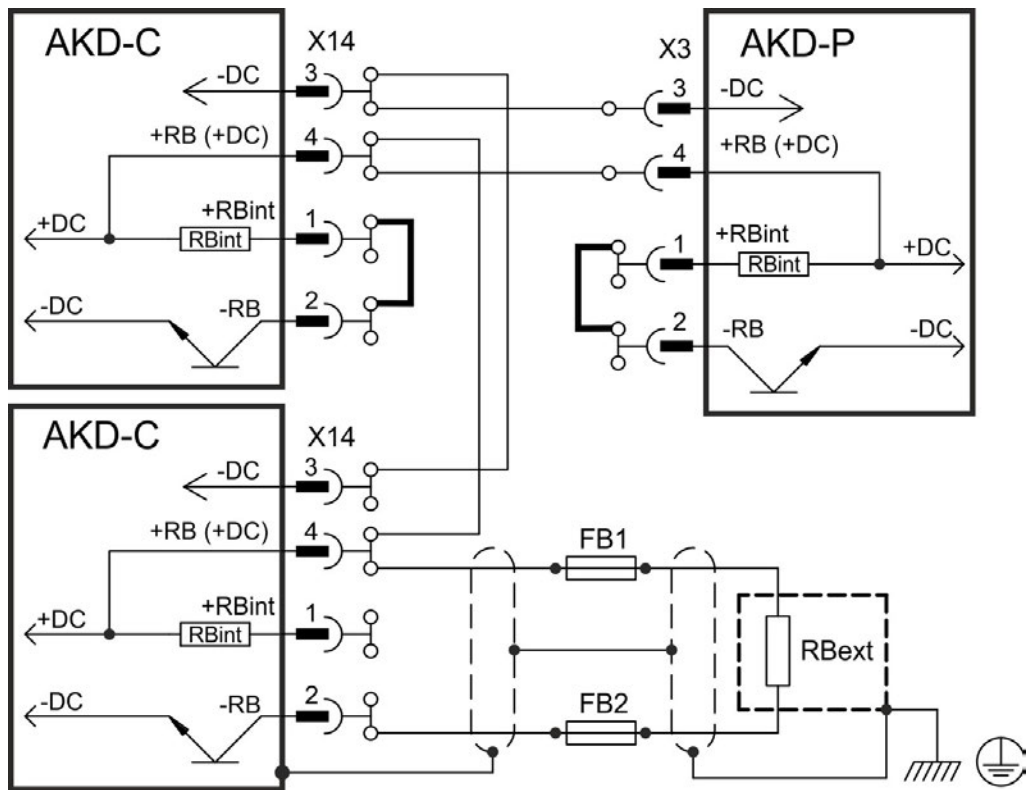 AKD-C
X14
-DC
3
+RB (+DC)
4
+DC
+RBint
RBint
1
-DC
-RB
2
X3
AKD-P
3
-DC
4
+RB (+DC)
1
+RBint
RBint
+DC
2
-RB
-DC
AKD-C
X14
-DC
3
+RB (+DC)
4
+DC
+RBint
RBint
1
-DC
-RB
2
FB1
FB2
RBext